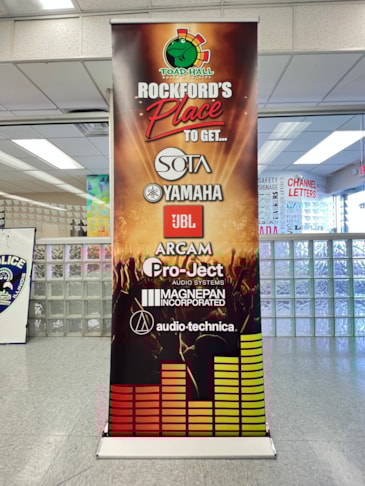 TOAD HALL
ROCKFORD'S
Place
TO GET...
SOTA
YAMAHA
JBL
ARCAM
Pro-Ject
AUDIO SYSTEMS
MAGNEPAN
INCORPORATED
audio-technica
CHANNEL
LETTERS